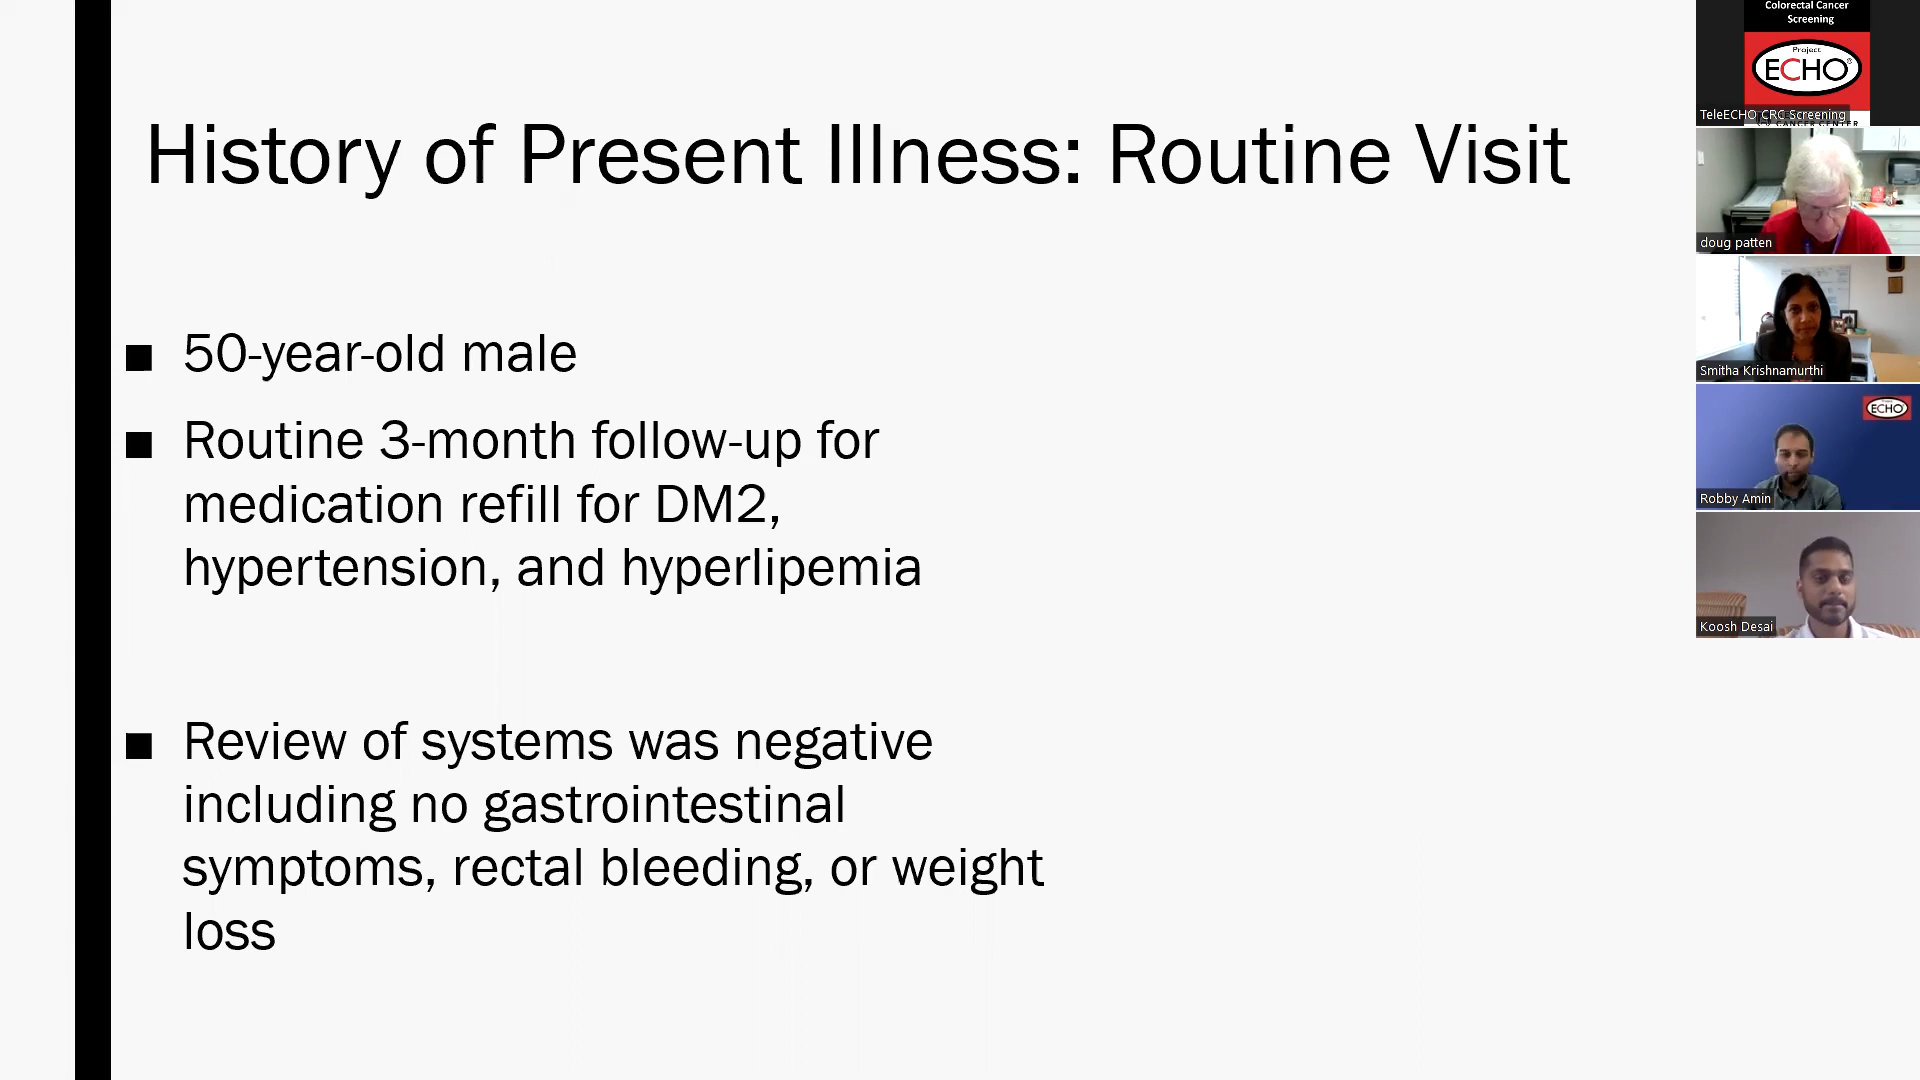 History of Present Illness: Routine Visit
■ 50-year-old male
■ Routine 3-month follow-up for
medication refill for DM2,
hypertension, and hyperlipemia
■ Review of systems was negative
including no gastrointestinal
symptoms, rectal bleeding, or weight
loss
Colorectal Cancer
Screening
Project
ECHO®
TeleECHO CRC Screening
doug patten
Smitha Krishnamurthi
ECHO
Robby Amin
Koosh Desai